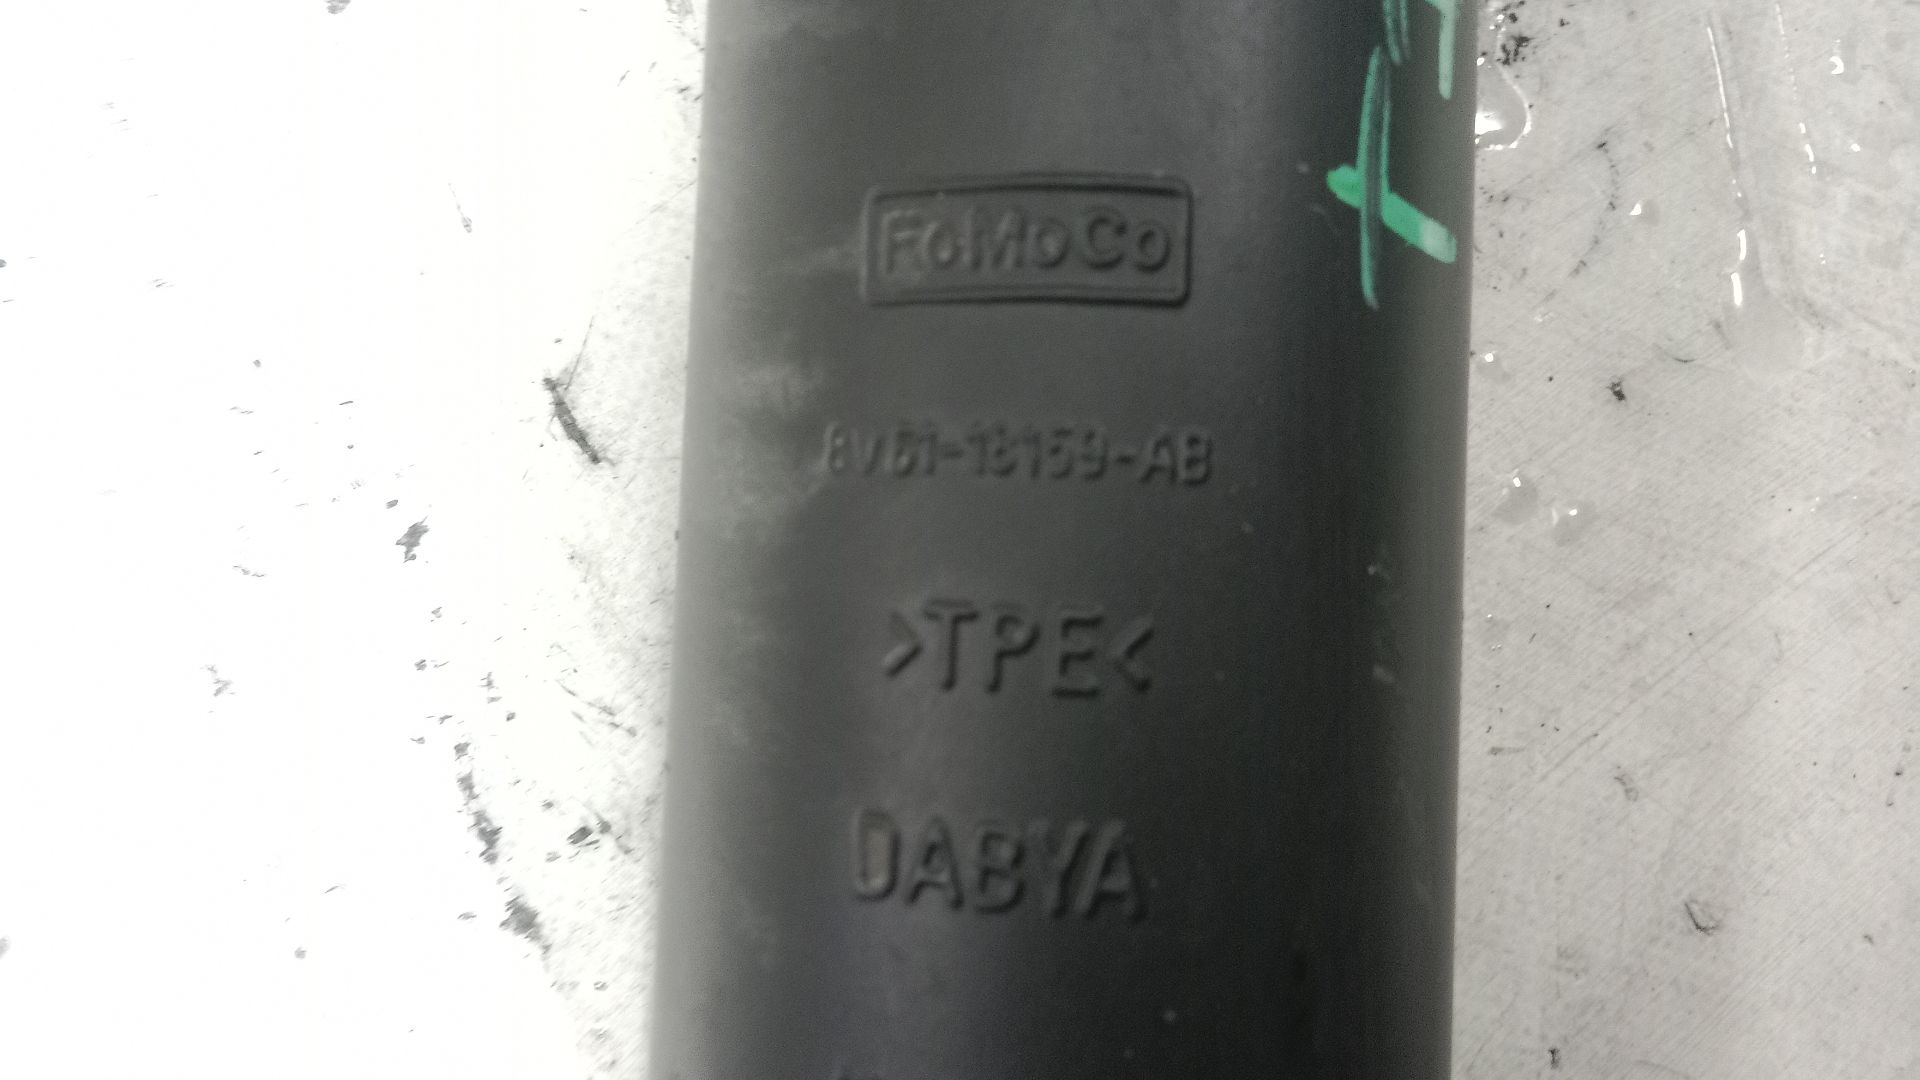 FoMoCo
8V61-18159-AB
>TPE<
DABYA